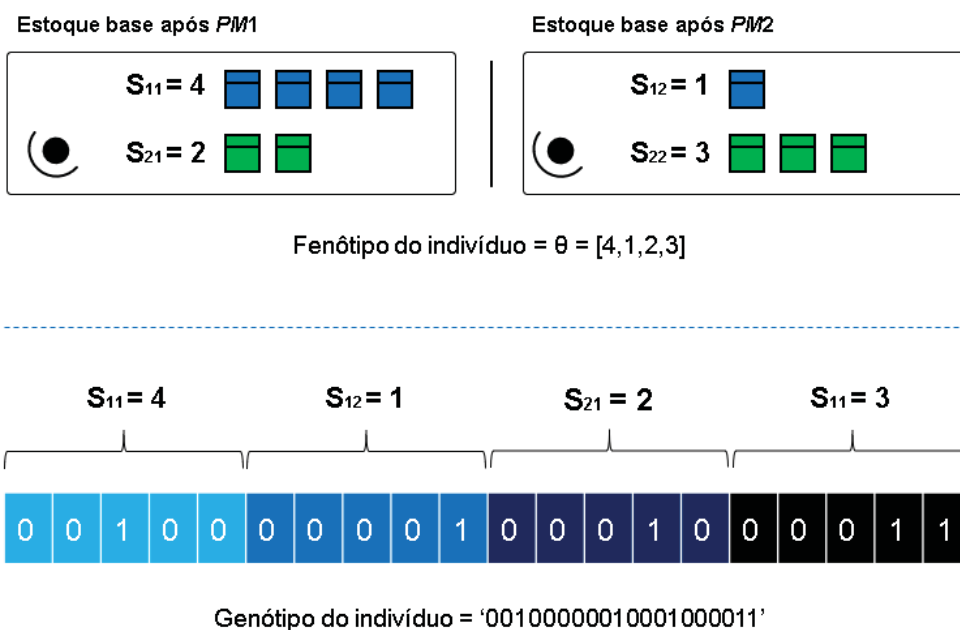 Estoque base após PM1 Estoque base após PM2
S11 = 4 S12 = 1
S21 = 2 S22 = 3
Fenôtipo do indivíduo = θ = [4,1,2,3]
S11 = 4 S12 = 1 S21 = 2 S11 = 3
0 0 1 0 0 0 0 0 0 1 0 0 0 1 0 0 0 0 1 1
Genótipo do indivíduo = ‘00100000010001000011’